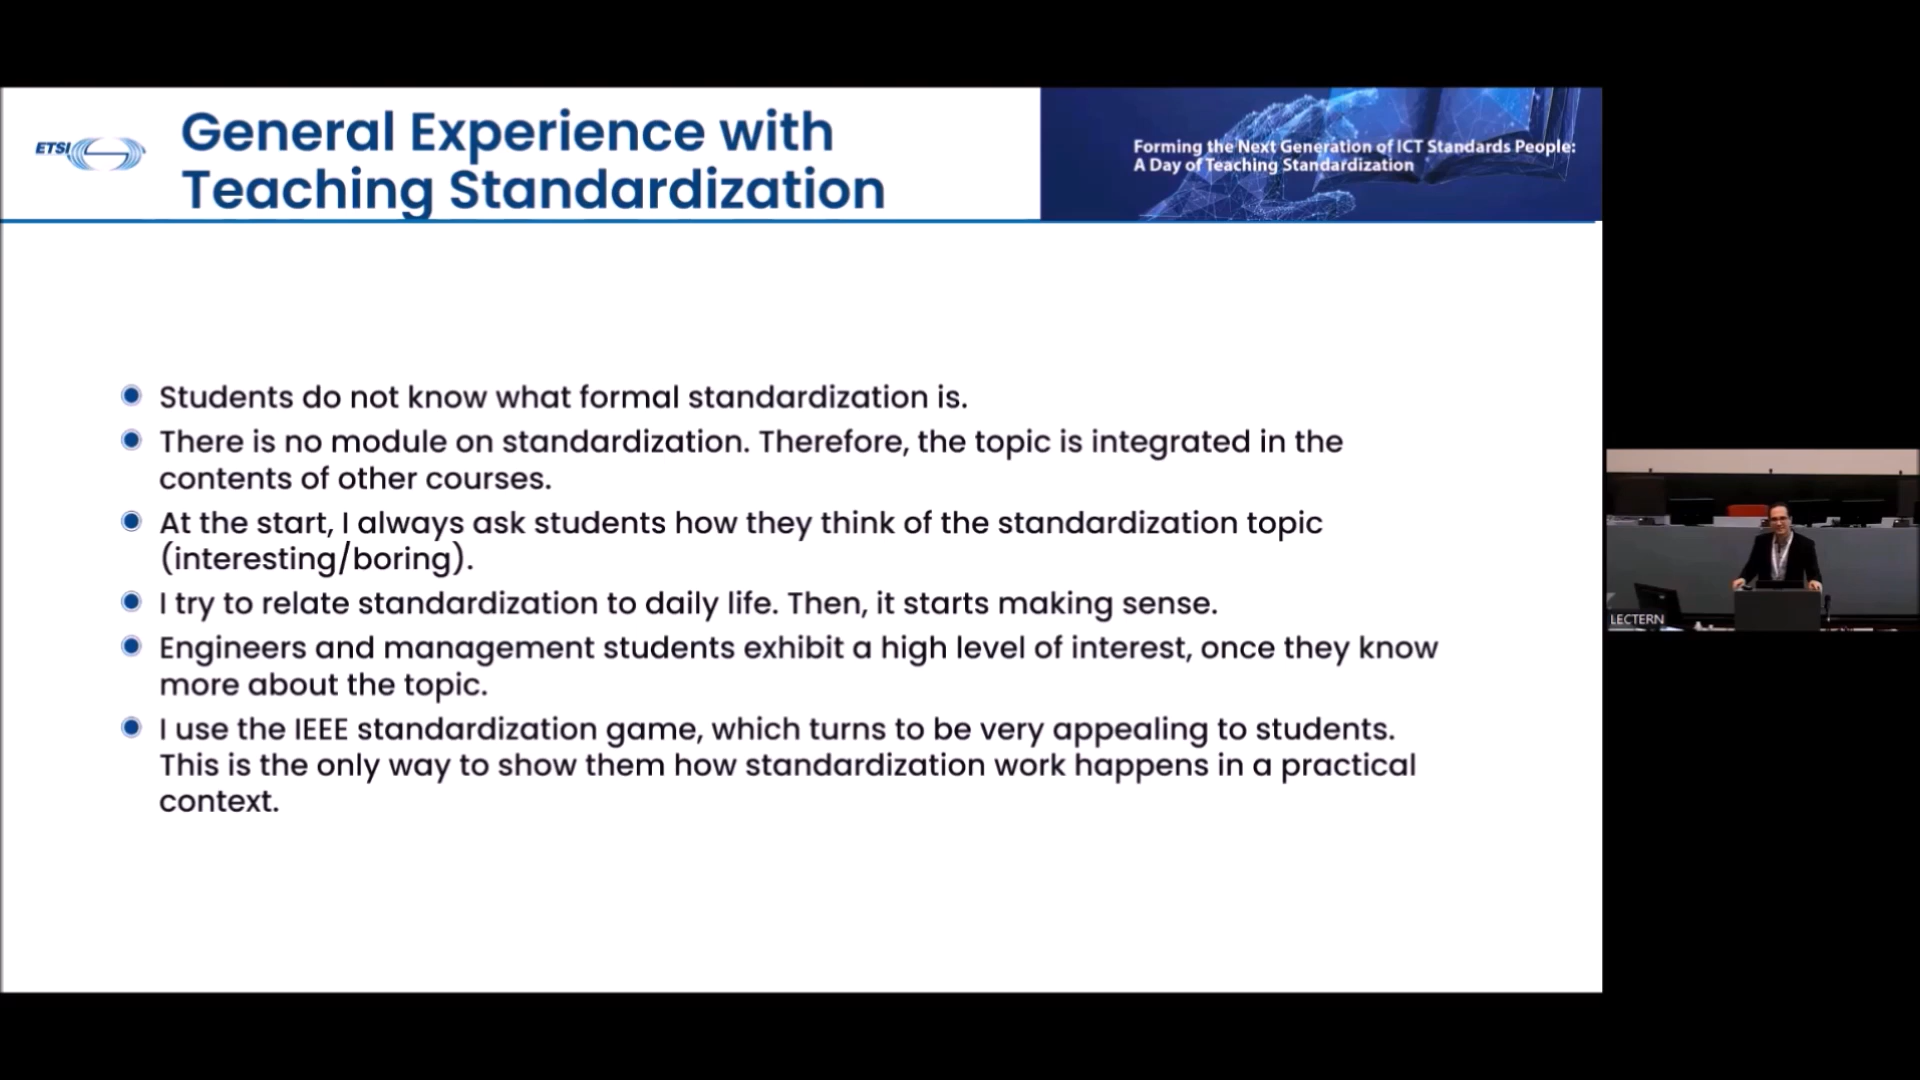 ETSI
General Experience with
Teaching Standardization
Forming the Next Generation of ICT Standards People:
A Day of Teaching Standardization
Students do not know what formal standardization is.
There is no module on standardization. Therefore, the topic is integrated in the
contents of other courses.
At the start, I always ask students how they think of the standardization topic
(interesting/boring).
I try to relate standardization to daily life. Then, it starts making sense.
Engineers and management students exhibit a high level of interest, once they know
more about the topic.
I use the IEEE standardization game, which turns to be very appealing to students.
This is the only way to show them how standardization work happens in a practical
context.
LECTERN